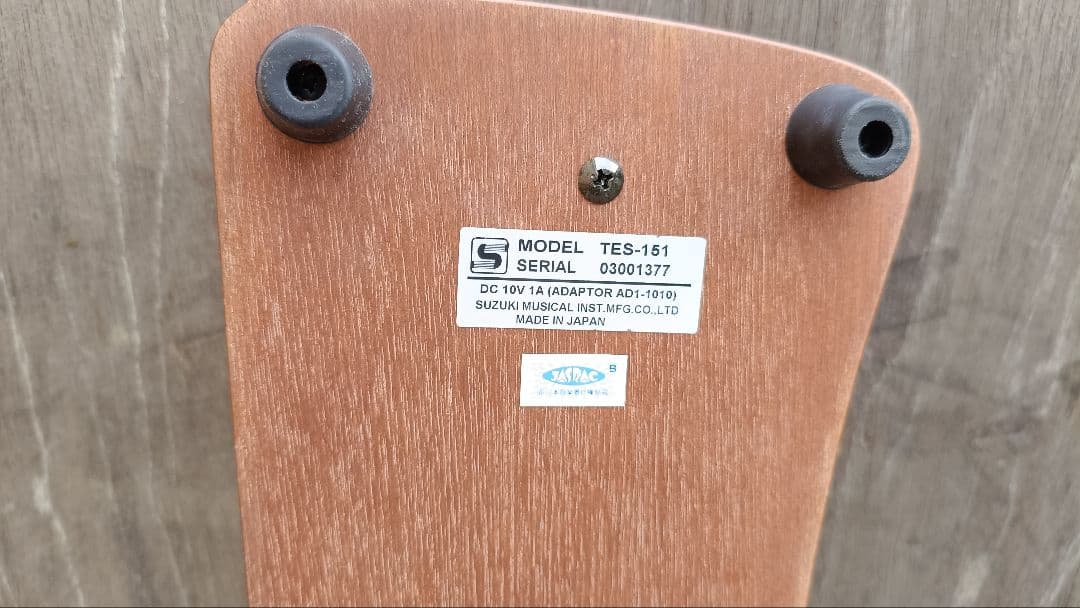 MODEL TES-151
SERIAL 03001377
DC 10V 1A (ADAPTOR AD1-1010)
SUZUKI MUSICAL INST.MFG.CO.,LTD
MADE IN JAPAN
JASRAC B